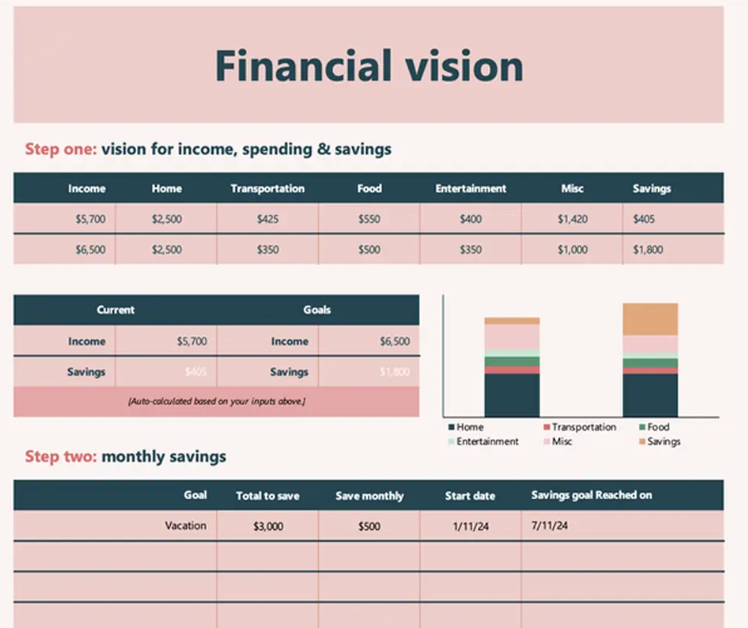 Financial vision
Step one: vision for income, spending & savings
Income Home Transportation Food Entertainment Misc Savings
$5,700 $2,500 $425 $550 $400 $1,420 $405
$6,500 $2,500 $350 $500 $350 $1,000 $1,800
Current Goals
Income $5,700 Income $6,500
Savings $405 Savings $1,800
[Auto-calculated based on your inputs above.]
Home Transportation Food
Entertainment Misc Savings
Step two: monthly savings
Goal Total to save Save monthly Start date Savings goal Reached on
Vacation $3,000 $500 1/11/24 7/11/24